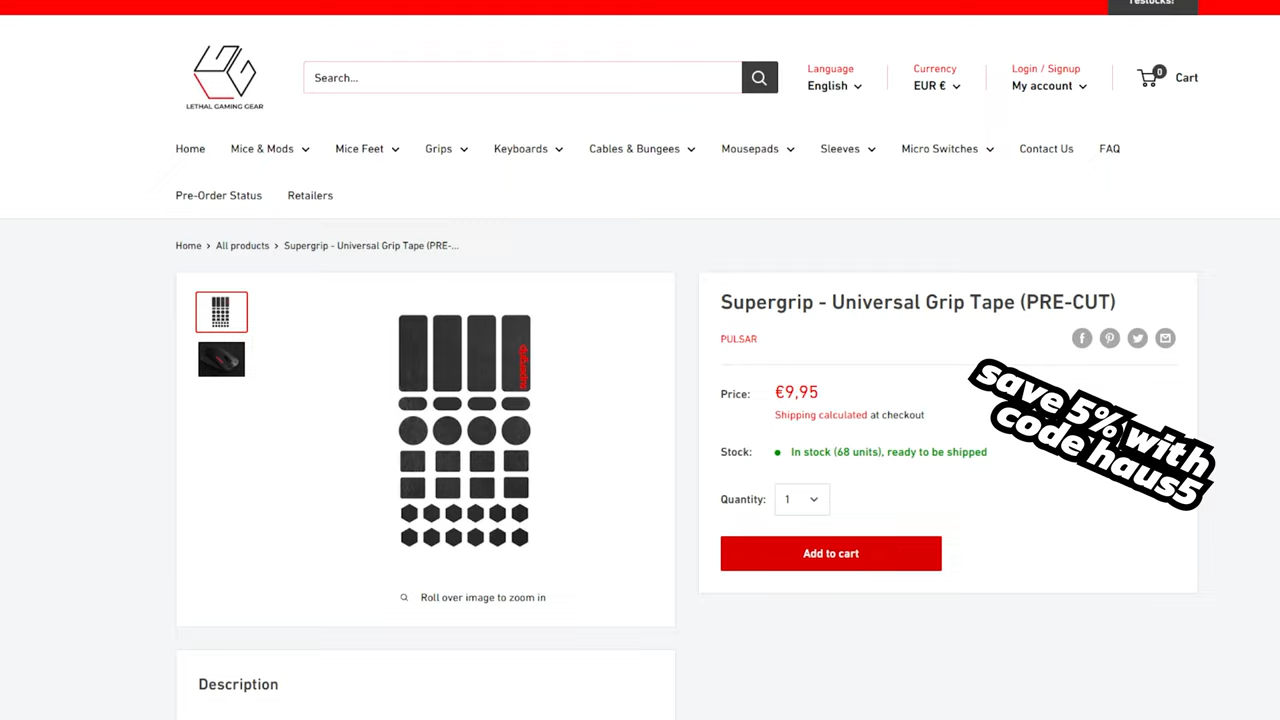 restocks!
LETHAL GAMING GEAR
Search...
Language
English
Currency
EUR €
Login / Signup
My account
0
Cart
Home
Mice & Mods
Mice Feet
Grips
Keyboards
Cables & Bungees
Mousepads
Sleeves
Micro Switches
Contact Us
FAQ
Pre-Order Status
Retailers
Home > All products > Supergrip - Universal Grip Tape (PRE-...
supergrip
Roll over image to zoom in
Description
Supergrip - Universal Grip Tape (PRE-CUT)
PULSAR
Price: €9,95
Shipping calculated at checkout
Stock: In stock (68 units), ready to be shipped
Quantity: 1
Add to cart
save 5% with
code haus5